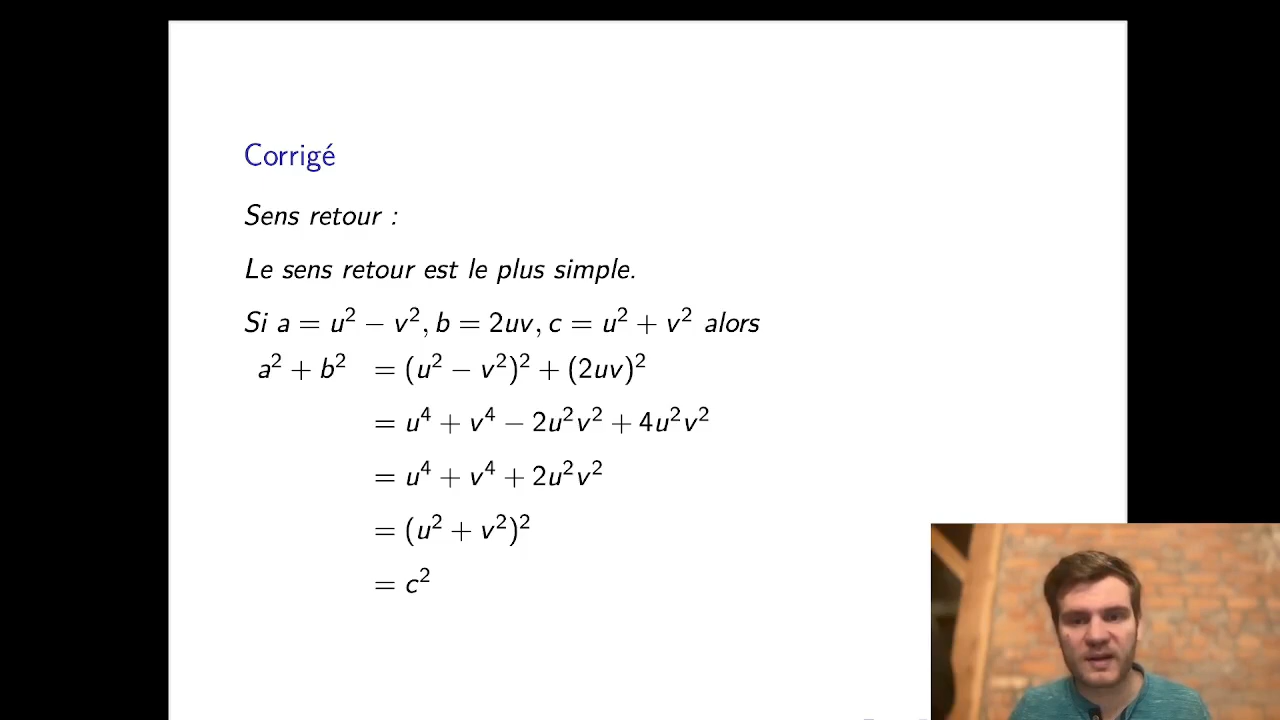 Corrigé
Sens retour :
Le sens retour est le plus simple.
Si a = u² − v², b = 2uv, c = u² + v² alors
a² + b² = (u² − v²)² + (2uv)²
= u⁴ + v⁴ − 2u²v² + 4u²v²
= u⁴ + v⁴ + 2u²v²
= (u² + v²)²
= c²